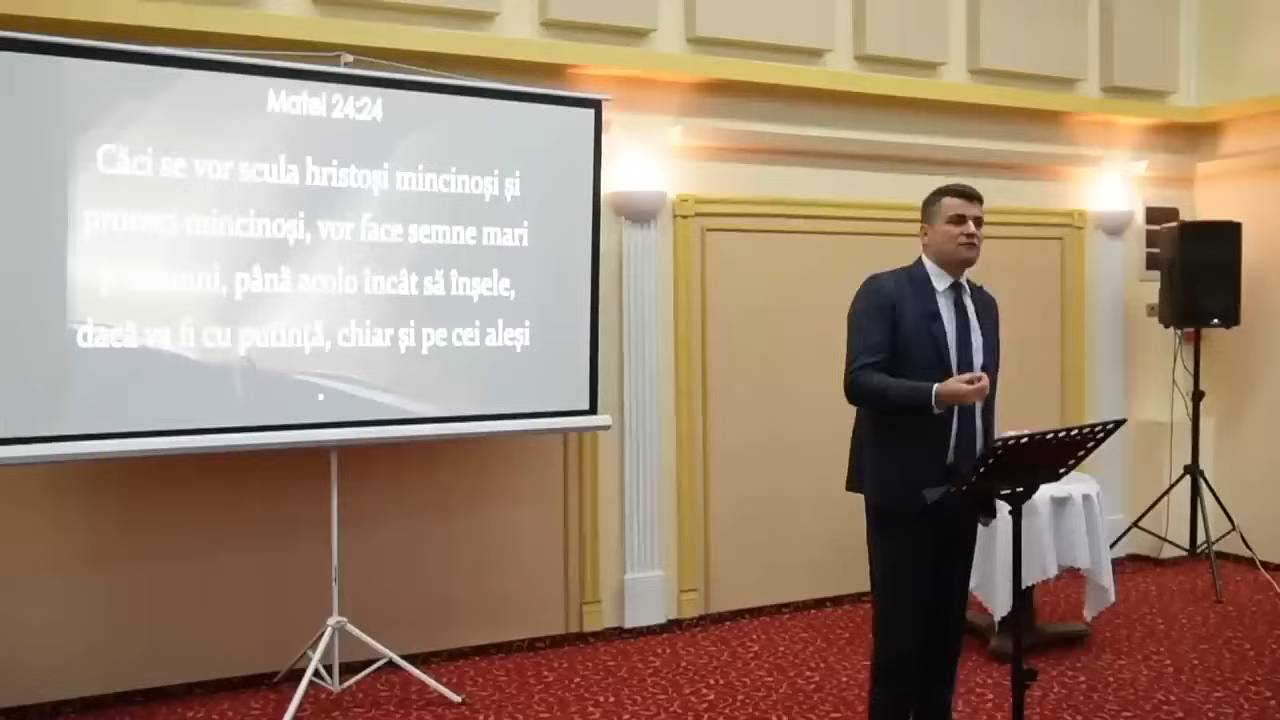 Matei 24:24
Căci se vor scula hristoși mincinoși și
mincinoși, vor face semne mari
până acolo încât să înșele,
dacă va fi cu putință, chiar și pe cei aleși
.